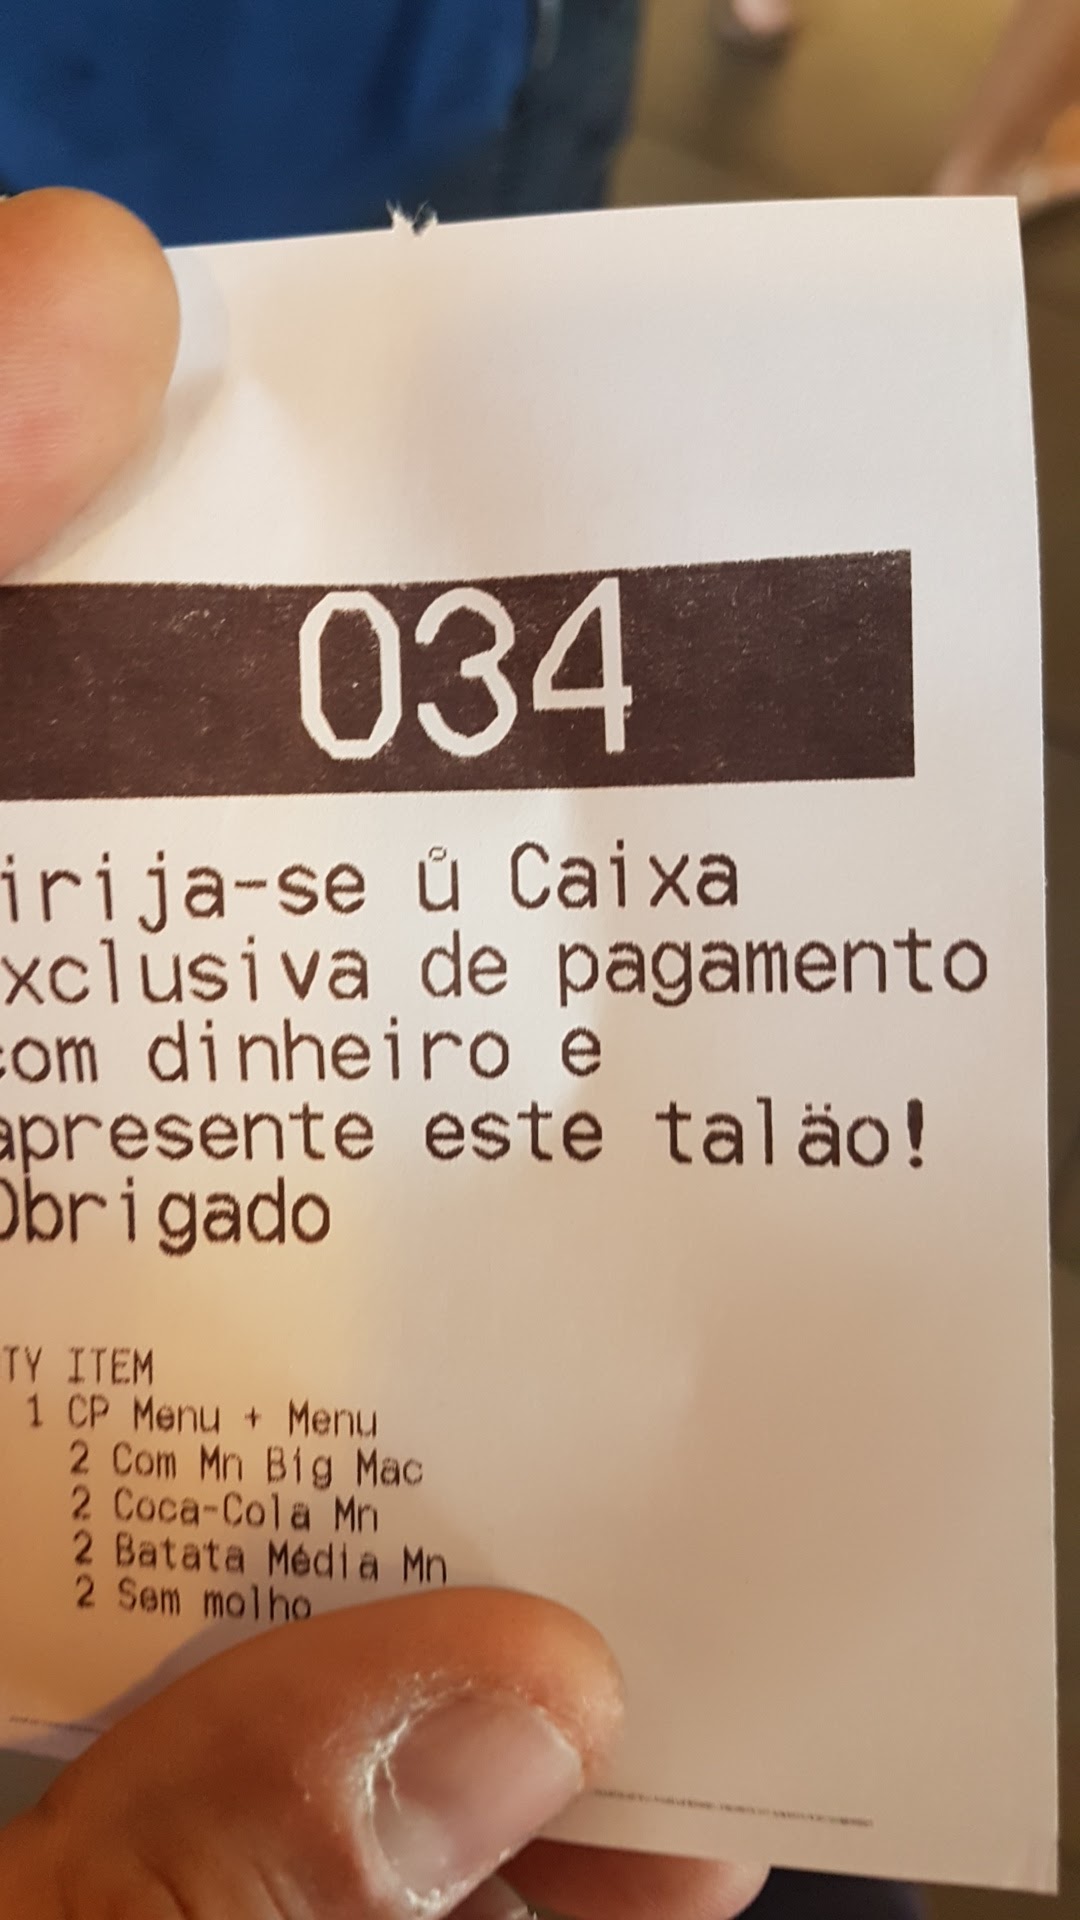 034
irija-se ů Caixa
xclusiva de pagamento
com dinheiro e
apresente este taläo!
Obrigado
TY ITEM
1 CP Menu + Menu
2 Com Mn Big Mac
2 Coca-Cola Mn
2 Batata Média Mn
2 Sem molho